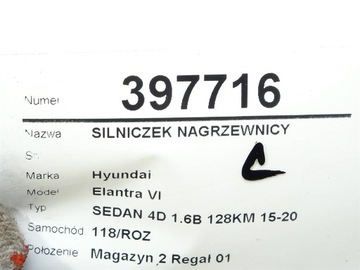 Numer 397716
Nazwa SILNICZEK NAGRZEWNICY
Marka Hyundai
Model Elantra VI
Typ SEDAN 4D 1.6B 128KM 15-20
Samochód 118/ROZ
Położenie Magazyn 2 Regał 01